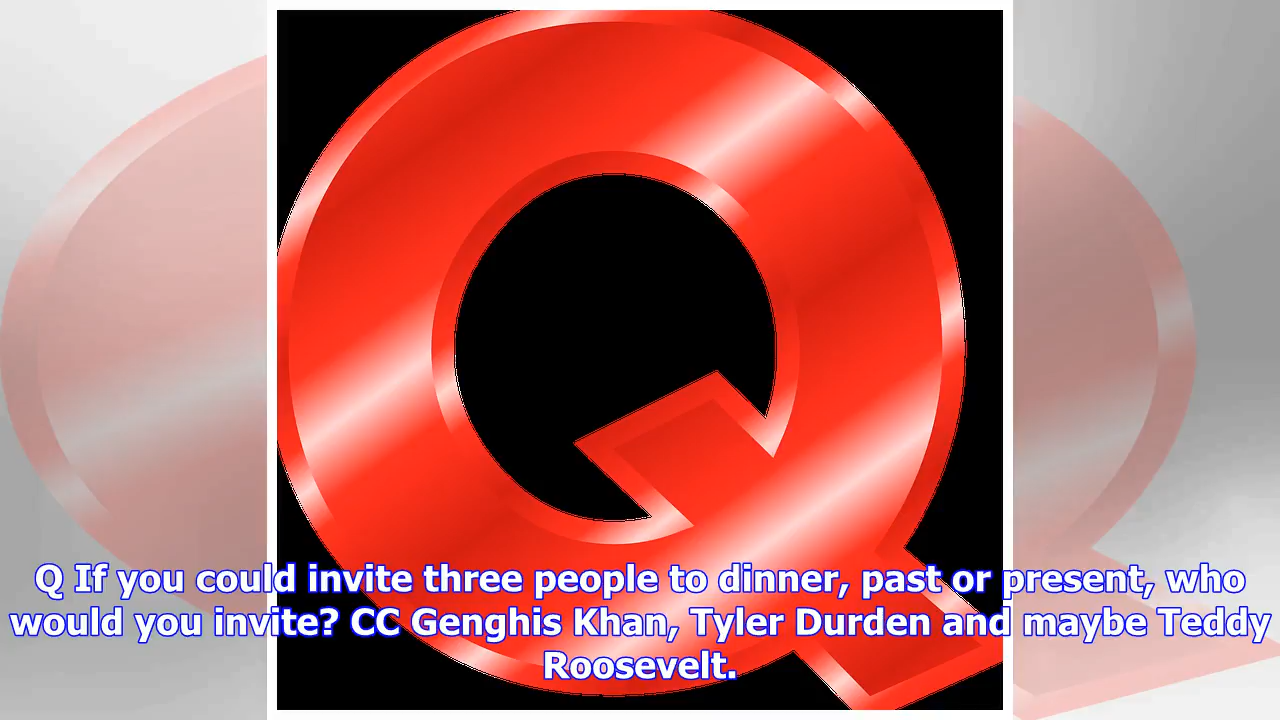 Q
Q If you could invite three people to dinner, past or present, who
would you invite? CC Genghis Khan, Tyler Durden and maybe Teddy
Roosevelt.